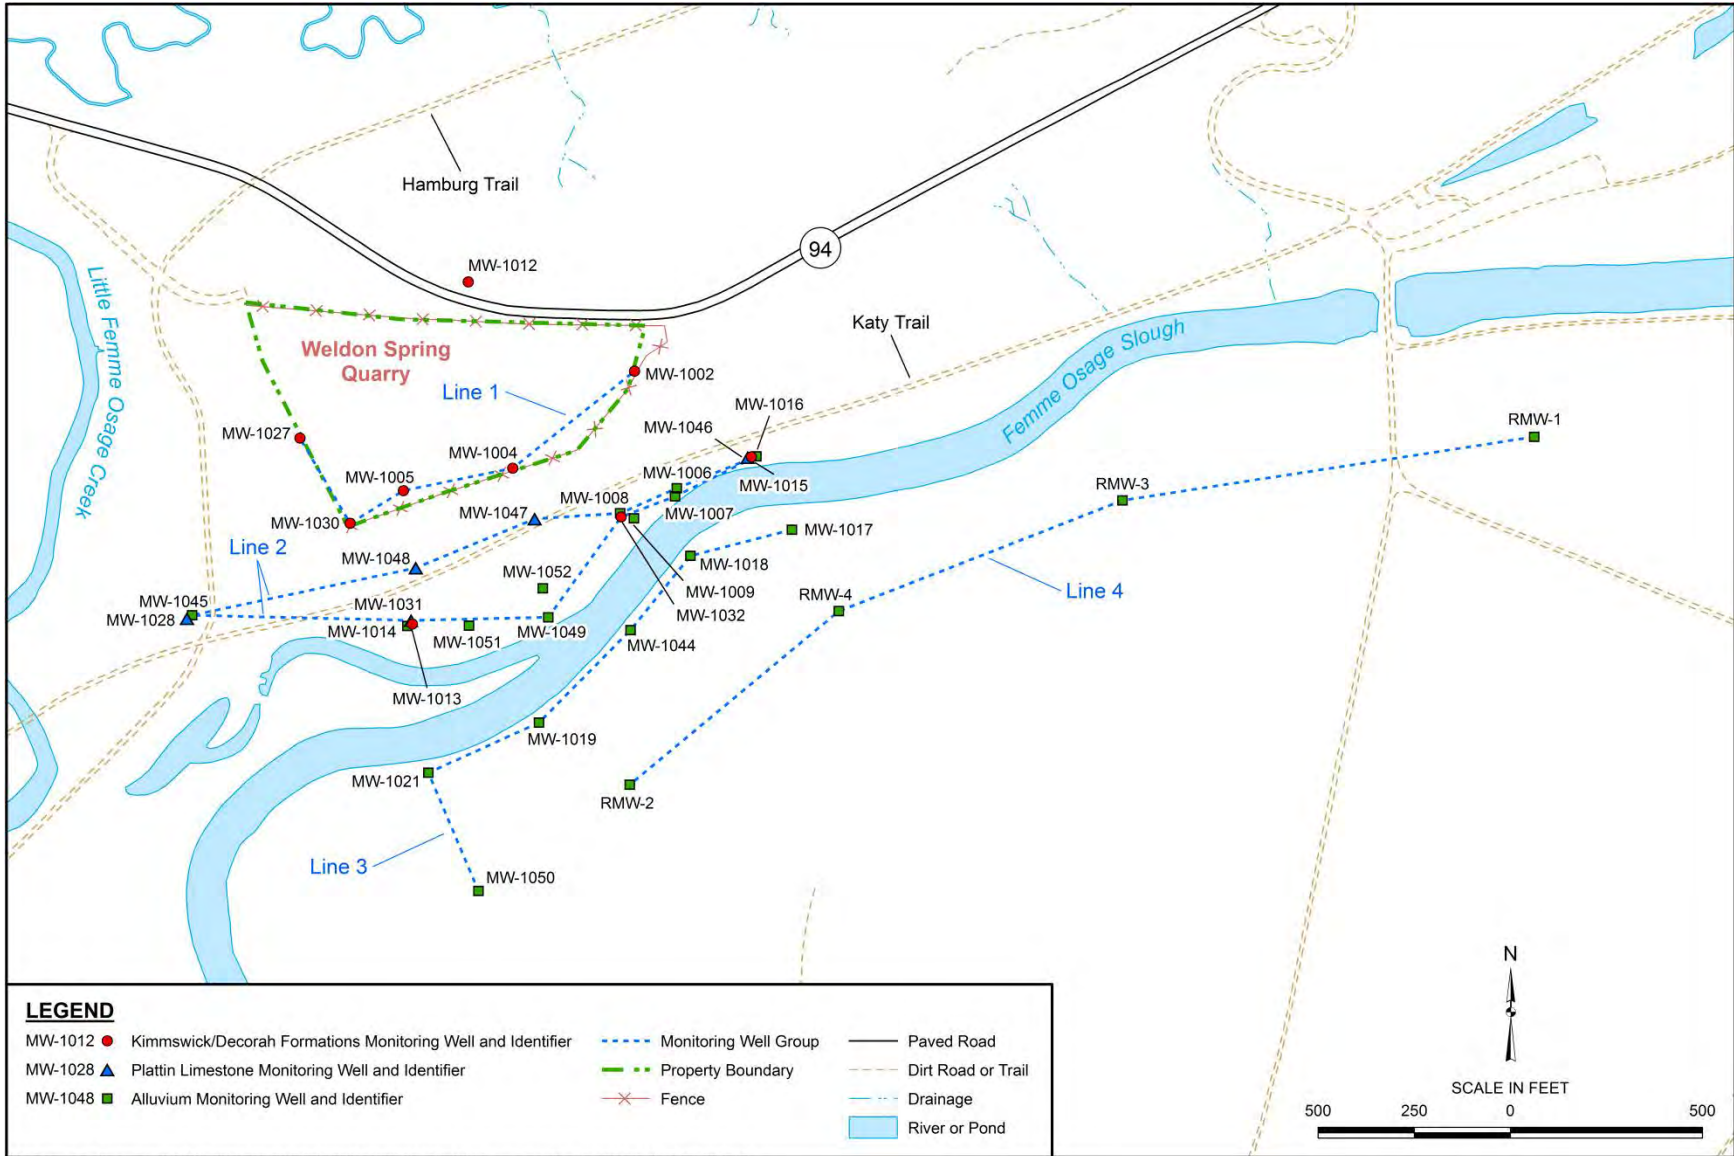 Hamburg Trail
94
MW-1012
Little Femme Osage Creek
Katy Trail
Femme Osage Slough
Weldon Spring
Quarry
Line 1
MW-1002
MW-1016
MW-1046
RMW-1
MW-1027
MW-1004
MW-1005
MW-1006
MW-1015
RMW-3
MW-1008
MW-1007
MW-1047
MW-1030
MW-1017
Line 2
MW-1048
MW-1018
MW-1052
MW-1009
Line 4
MW-1045
MW-1031
MW-1032
RMW-4
MW-1028
MW-1014
MW-1049
MW-1051
MW-1044
MW-1013
MW-1019
MW-1021
RMW-2
Line 3
MW-1050
LEGEND
MW-1012 Kimmswick/Decorah Formations Monitoring Well and Identifier
MW-1028 Plattin Limestone Monitoring Well and Identifier
MW-1048 Alluvium Monitoring Well and Identifier
Monitoring Well Group
Property Boundary
Fence
Paved Road
Dirt Road or Trail
Drainage
River or Pond
N
SCALE IN FEET
500 250 0 500